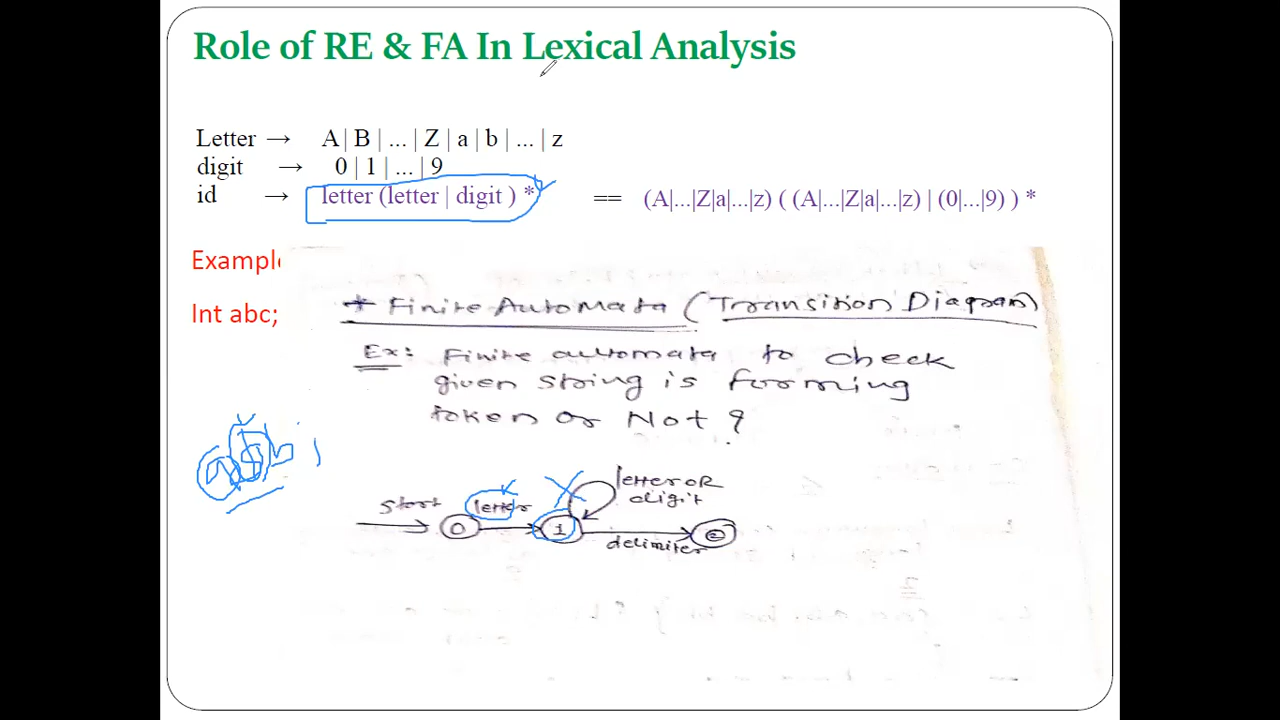 Role of RE & FA In Lexical Analysis
Letter → A | B | ... | Z | a | b | ... | z
digit → 0 | 1 | ... | 9
id → letter (letter | digit ) * == (A|...|Z|a|...|z) ( (A|...|Z|a|...|z) | (0|...|9) ) *
Example
* Finite Automata (Transition Diagram)
Int abc;
Ex: Finite automata to check
given string is forming
token or Not ?
a$b ;
letter OR
digit
start letter
0 1 2
delimiter